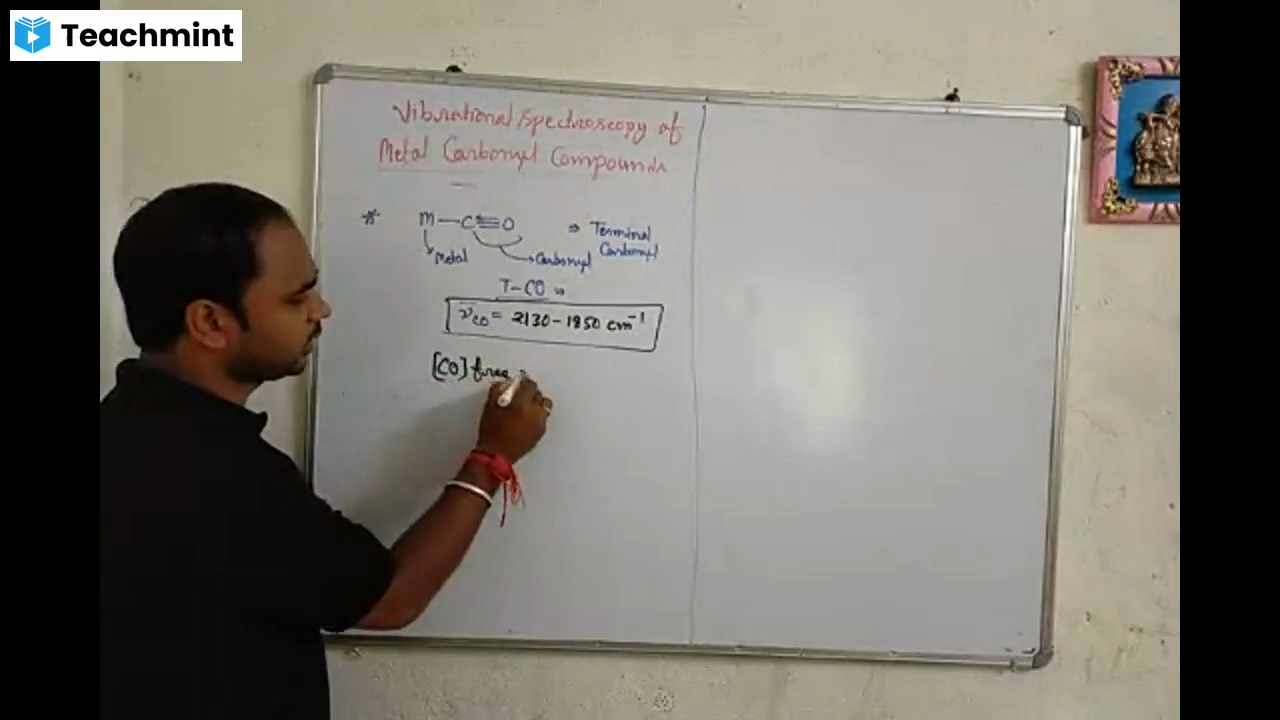 Teachmint
Vibrational Spectroscopy of
Metal Carbonyl Compounds
* M—C≡O ⇒ Terminal Carbonyl
Metal Carbonyl
T-CO ⇒
ν̄co = 2130-1850 cm⁻¹
[CO] free